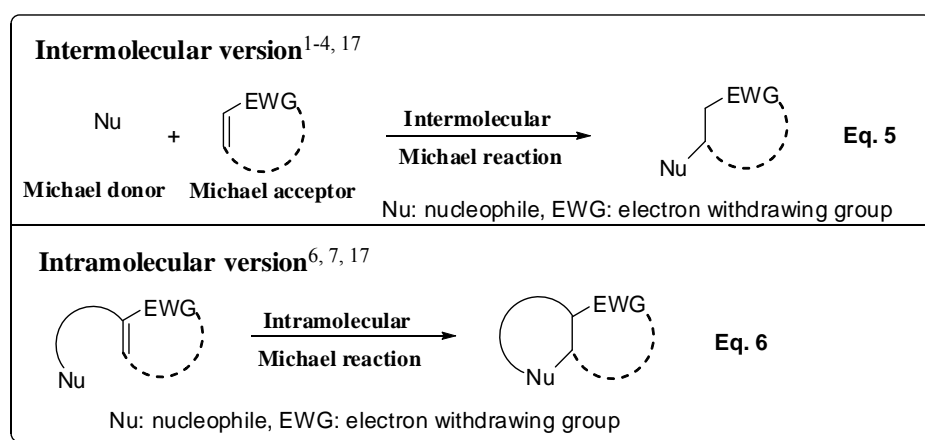 Intermolecular version1-4, 17
EWG
Nu
+
Intermolecular
Michael reaction
EWG
Nu
Eq. 5
Michael donor Michael acceptor
Nu: nucleophile, EWG: electron withdrawing group
Intramolecular version6, 7, 17
EWG
Nu
Intramolecular
Michael reaction
EWG
Nu
Eq. 6
Nu: nucleophile, EWG: electron withdrawing group